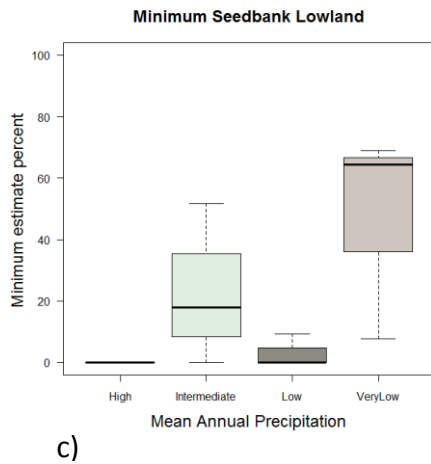 Minimum Seedbank Lowland
Minimum estimate percent
100
80
60
40
20
0
High Intermediate Low VeryLow
Mean Annual Precipitation
c)